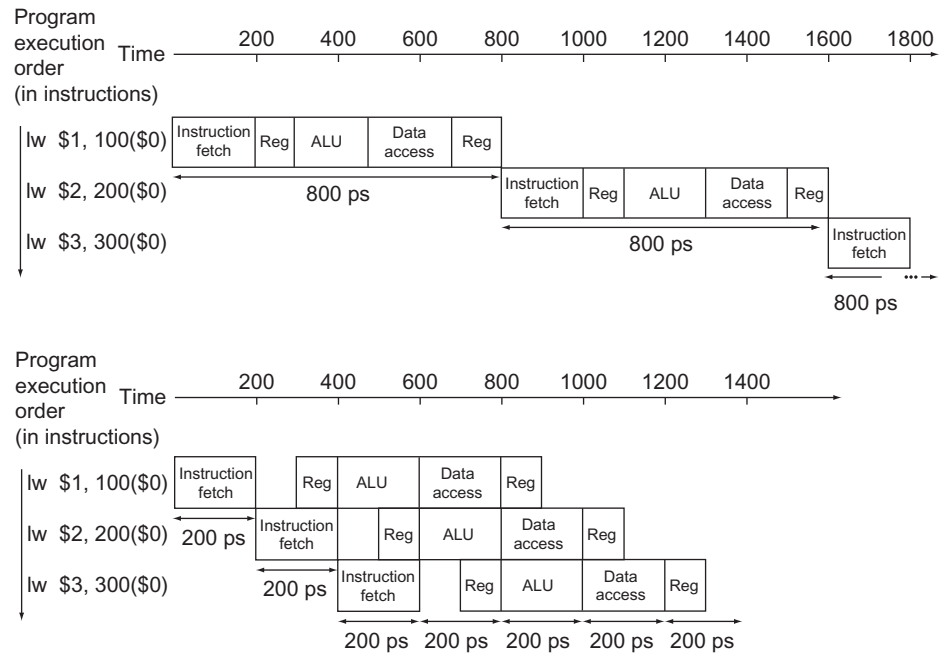 Program
execution
order
(in instructions)
Time
200 400 600 800 1000 1200 1400 1600 1800
lw $1, 100($0)
Instruction
fetch
Reg
ALU
Data
access
Reg
800 ps
lw $2, 200($0)
Instruction
fetch
Reg
ALU
Data
access
Reg
800 ps
lw $3, 300($0)
Instruction
fetch
...
800 ps
Program
execution
order
(in instructions)
Time
200 400 600 800 1000 1200 1400
lw $1, 100($0)
Instruction
fetch
Reg
ALU
Data
access
Reg
200 ps
lw $2, 200($0)
Instruction
fetch
Reg
ALU
Data
access
Reg
200 ps
lw $3, 300($0)
Instruction
fetch
Reg
ALU
Data
access
Reg
200 ps 200 ps 200 ps 200 ps 200 ps